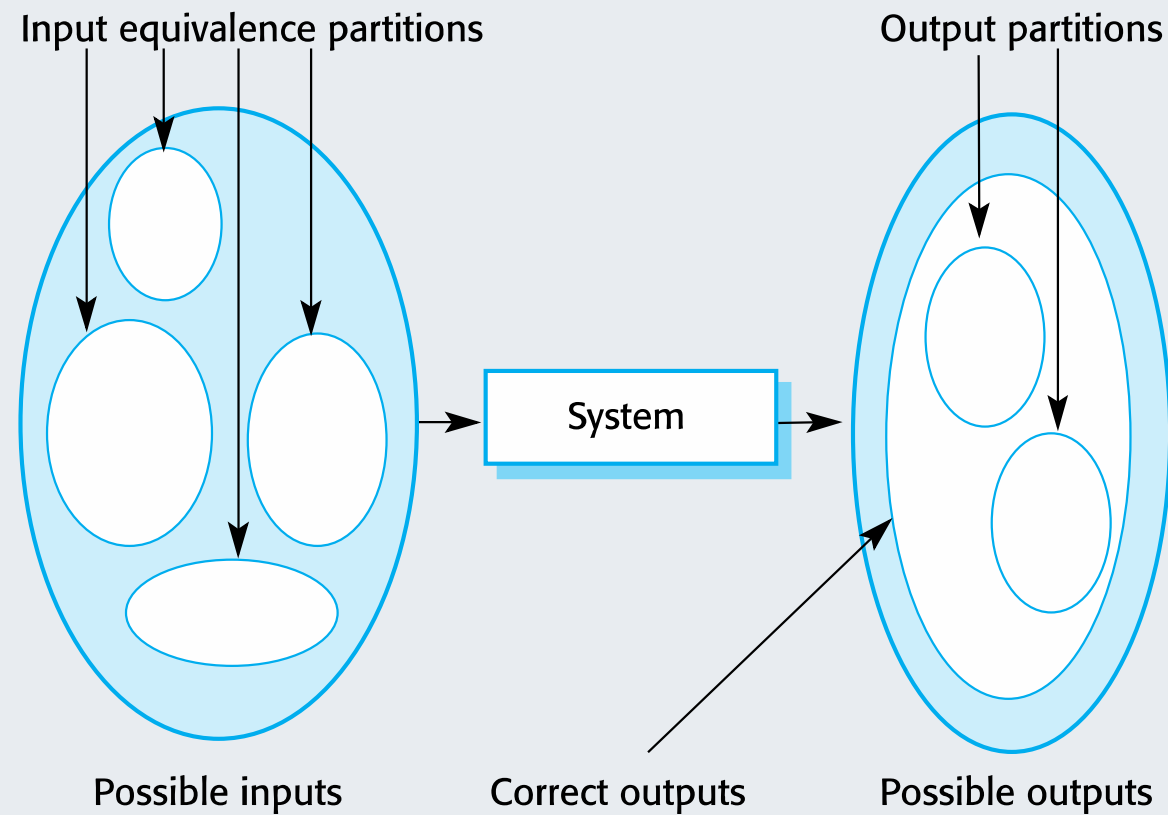 Input equivalence partitions
Output partitions
System
Possible inputs
Correct outputs
Possible outputs